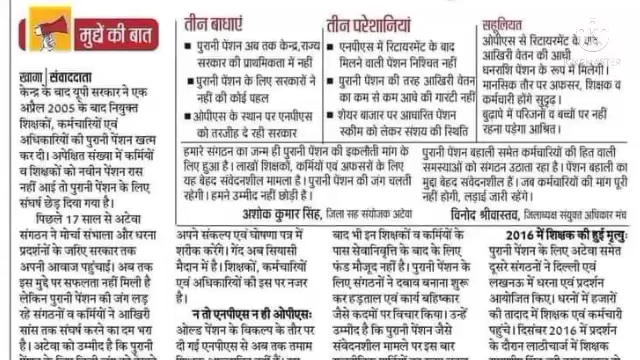 मुद्दे की बात
खागा | संवाददाता
केन्द्र के बाद यूपी सरकार ने एक
अप्रैल 2005 के बाद नियुक्त
शिक्षकों, कर्मचारियों एवं
अधिकारियों की पुरानी पेंशन खत्म
कर दी। अपेक्षित संख्या में कर्मियों
व शिक्षकों को नवीन पेंशन रास
नहीं आई तो पुरानी पेंशन के लिए
संघर्ष छेड़ दिया गया है।
पिछले 17 साल से अटेवा
संगठन ने मोर्चा संभाला और धरना
प्रदर्शनों के जरिए सरकार तक
अपनी आवाज पहुंचाई। अब तक
इस मुद्दे पर सफलता नहीं मिली है
लेकिन पुरानी पेंशन की जंग लड़
रहे संगठनों व कर्मियों ने आखिरी
सांस तक संघर्ष करने का दम भरा
है। अटेवा को उम्मीद है कि पुरानी
तीन बाधाएं
पुरानी पेंशन अब तक केन्द्र, राज्य
सरकार की प्राथमिकता में नहीं
पुरानी पेंशन के लिए सरकारों ने
नहीं की कोई पहल
ओपीएस के स्थान पर एनपीएस
को तरजीह दे रही सरकार
तीन परेशानियां
एनपीएस में रिटायरमेंट के बाद
मिलने वाली पेंशन निश्चित नहीं
पुरानी पेंशन की तरह आखिरी वेतन
का कम से कम आधे की गारंटी नहीं
शेयर बाजार पर आधारित पेंशन
स्कीम को लेकर संशय की स्थिति
सहूलियत
ओपीएस से रिटायरमेंट के बाद
आखिरी वेतन की आधी
धनराशि पेंशन के रूप में मिलेगी।
मानसिक तौर पर अफसर, शिक्षक व
कर्मचारी होंगे सुदृढ़।
बुढ़ापे में परिजनों व बच्चों पर नहीं
रहना पड़ेगा आश्रित।
हमारे संगठन का जन्म ही पुरानी पेंशन की इकलौती मांग के
लिए हुआ है। लाखों शिक्षकों, कर्मियों एवं अफसरों के लिए
यह बेहद संवेदनशील मामला है। पुरानी पेंशन की जंग चलती
रहेगी। हमने उम्मीद नहीं छोड़ी है।
अशोक कुमार सिंह, जिला सह संयोजक अटेवा
पुरानी पेंशन बहाली समेत कर्मचारियों की हित वाली
समस्याओं को संगठन उठाता रहा है। पेंशन बहाली का
मुद्दा बेहद संवेदनशील हैं। जब कर्मचारियों की मांग पूरी
नहीं होगी, लड़ाई जारी रहेंगे।
विनोद श्रीवास्तव, जिलाध्यक्ष संयुक्त अधिकार मंच
अपने संकल्प एवं घोषणा पत्र में
शरीक करेंगे। गेंद अब सियासी
मैदान में है। शिक्षकों, कर्मचारियों
एवं अधिकारियों की इस पर नजर
है।
न तो एनपीएस न ही ओपीएस:
ओल्ड पेंशन के विकल्प के तौर पर
दी गई एनपीएस से अब तक तमाम
बाद भी इन शिक्षकों व कर्मियों के
पास सेवानिवृत्ति के बाद के लिए
फंड मौजूद नहीं है। पुरानी पेंशन के
लिए संगठनों ने दबाव बनाना शुरू
कर हड़ताल एवं कार्य बहिष्कार
जैसे कदमों पर विचार किया। उन्हें
उम्मीद है कि पुरानी पेंशन जैसे
संवेदनशील मामले पर इस बार
2016 में शिक्षक की हुई मृत्यु:
पुरानी पेंशन के लिए अटेवा समेत
दूसरे संगठनों ने दिल्ली एवं
लखनऊ में धरना एवं प्रदर्शन
आयोजित किए। धरनों में हजारों
की तादाद में शिक्षक एवं कर्मचारी
पहुंचे। दिसंबर 2016 में प्रदर्शन
के दौरान लाठीचार्ज में शिक्षक